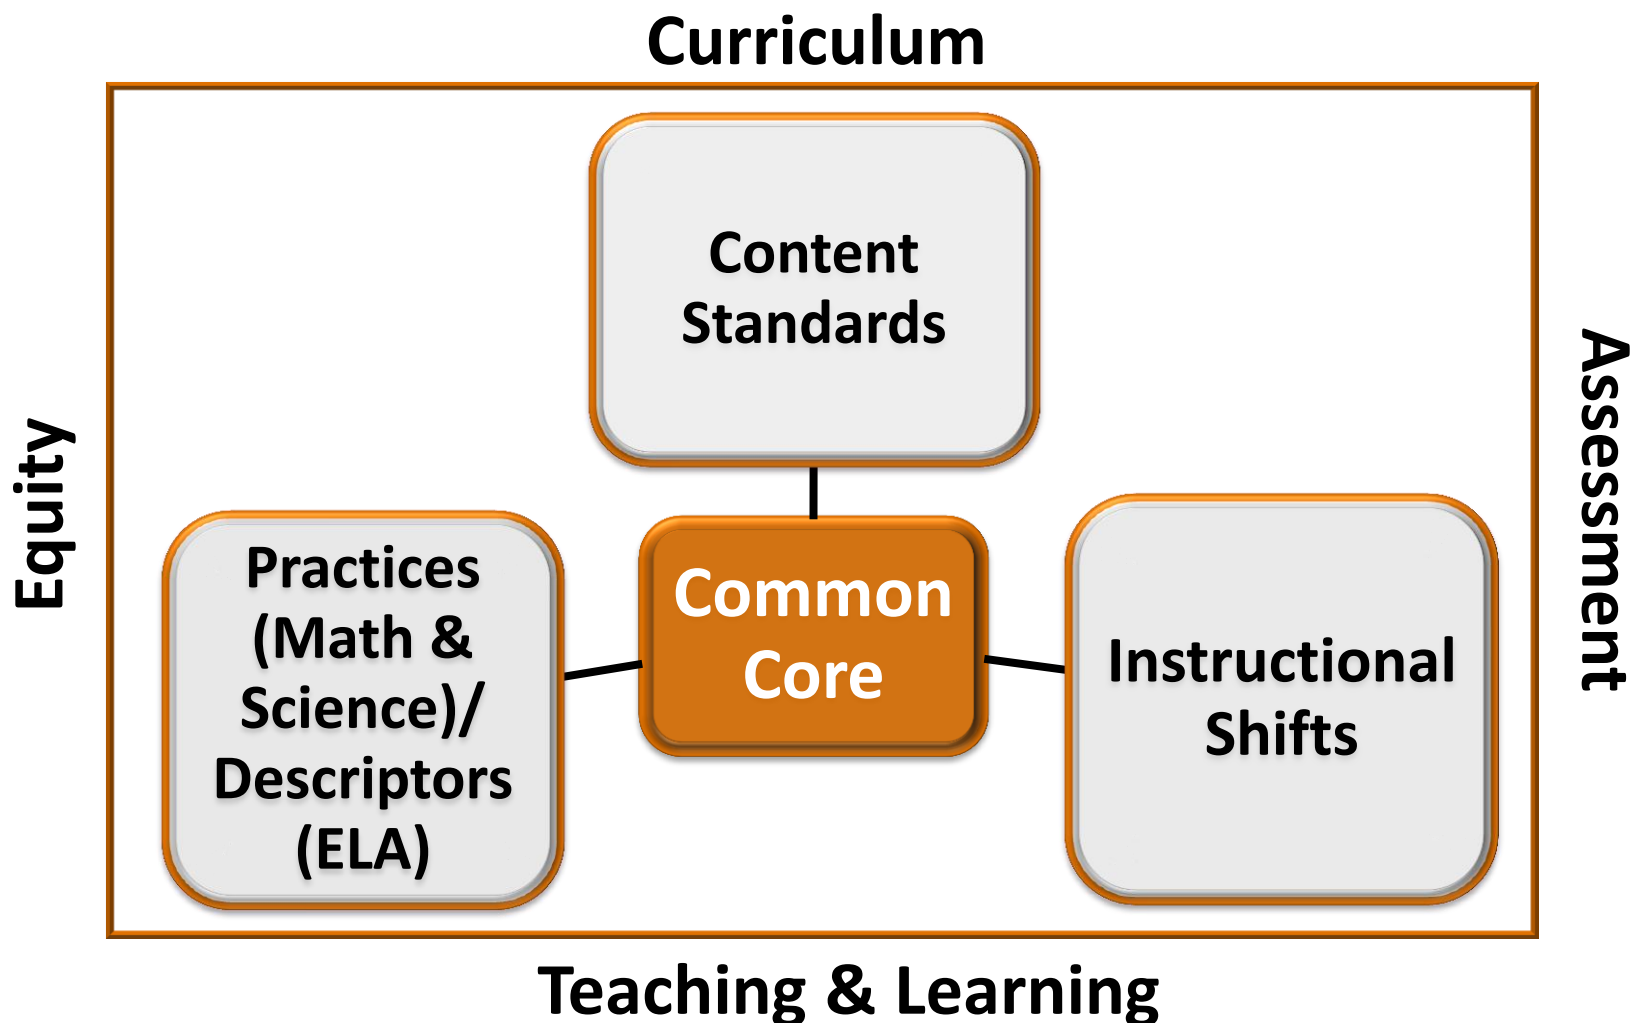 Curriculum
Content
Standards
Equity
Assessment
Practices
(Math &
Science)/
Descriptors
(ELA)
Common
Core
Instructional
Shifts
Teaching & Learning